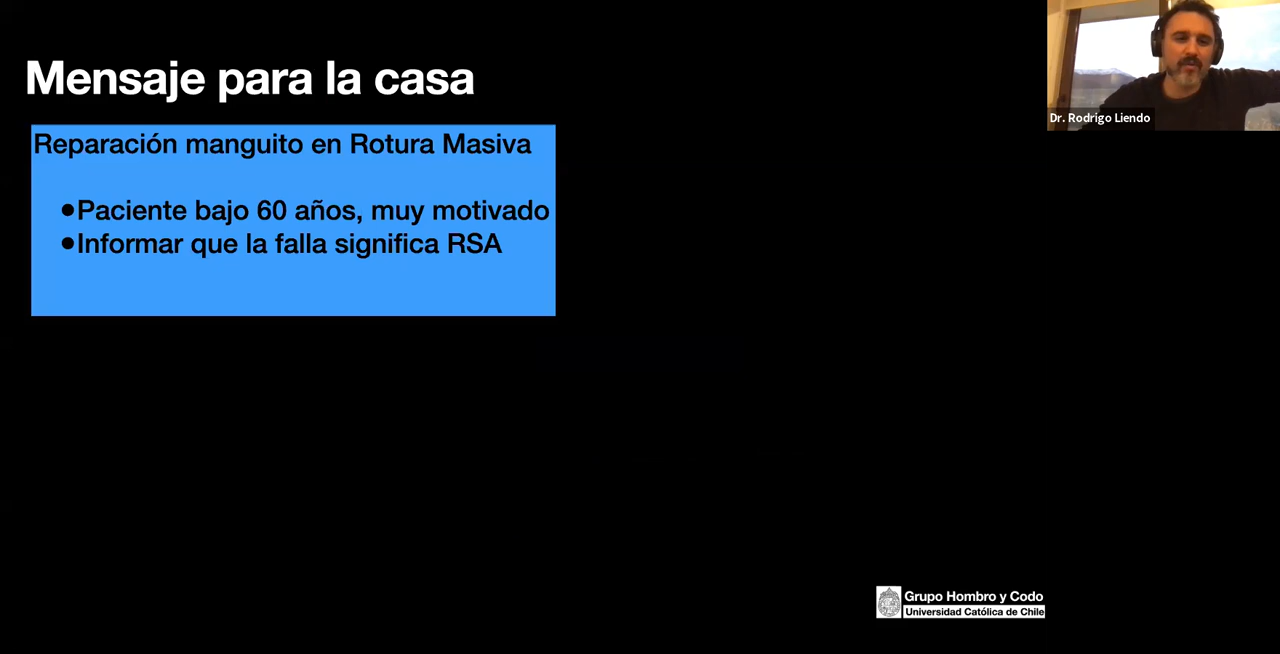 Mensaje para la casa
Reparación manguito en Rotura Masiva
●Paciente bajo 60 años, muy motivado
●Informar que la falla significa RSA
Dr. Rodrigo Liendo
Grupo Hombro y Codo
Universidad Católica de Chile